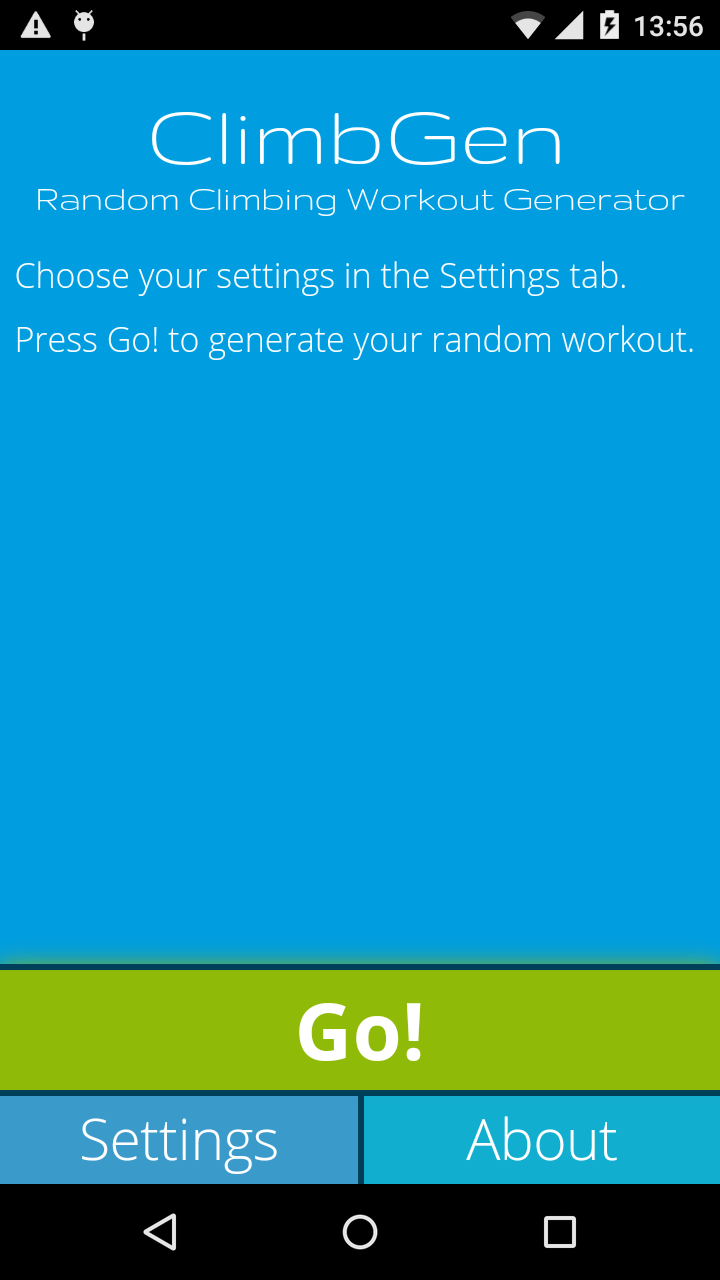 13:56
ClimbGen
Random Climbing Workout Generator
Choose your settings in the Settings tab.
Press Go! to generate your random workout.
Go!
Settings
About